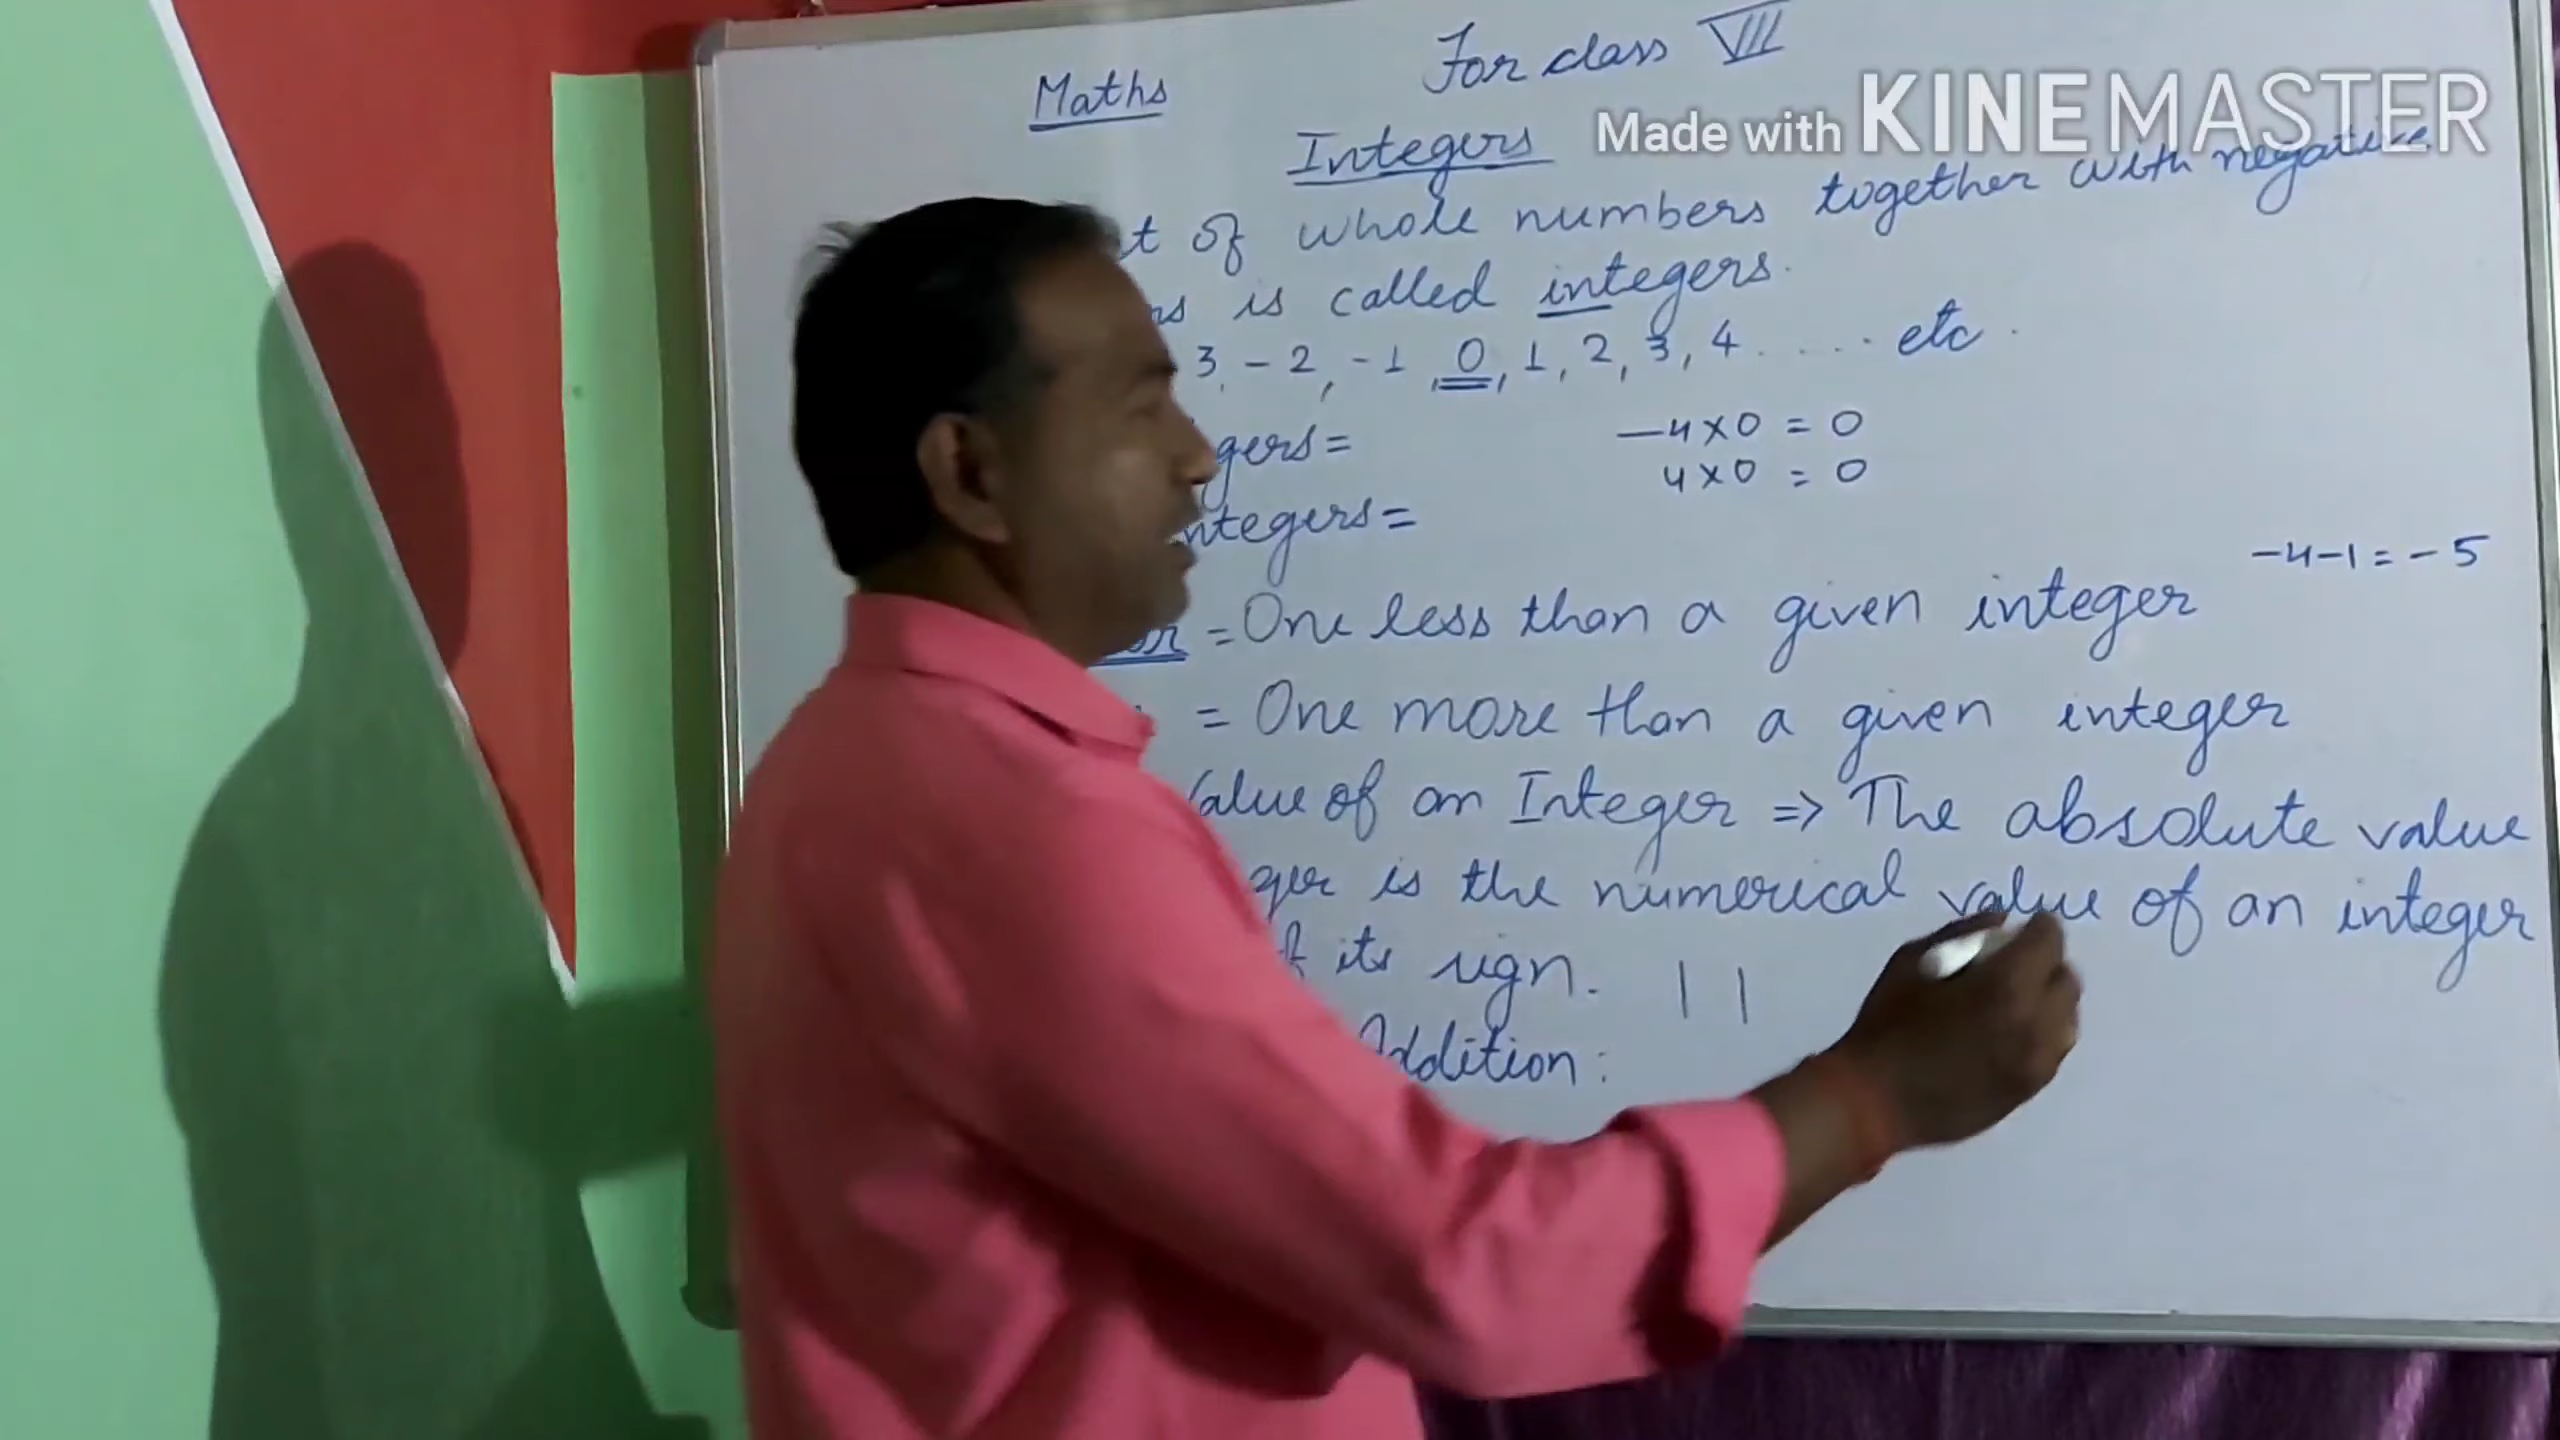 For class VII
Maths
Made with KINEMASTER
Integers
of whole numbers together with negative
is called integers.
3, -2, -1, 0, 1, 2, 3, 4 ..... etc.
-4×0 = 0
4×0 = 0
-4-1 = -5
= One less than a given integer
= One more than a given integer
Value of an Integer => The absolute value
is the numerical value of an integer
its sign. | |
Addition: